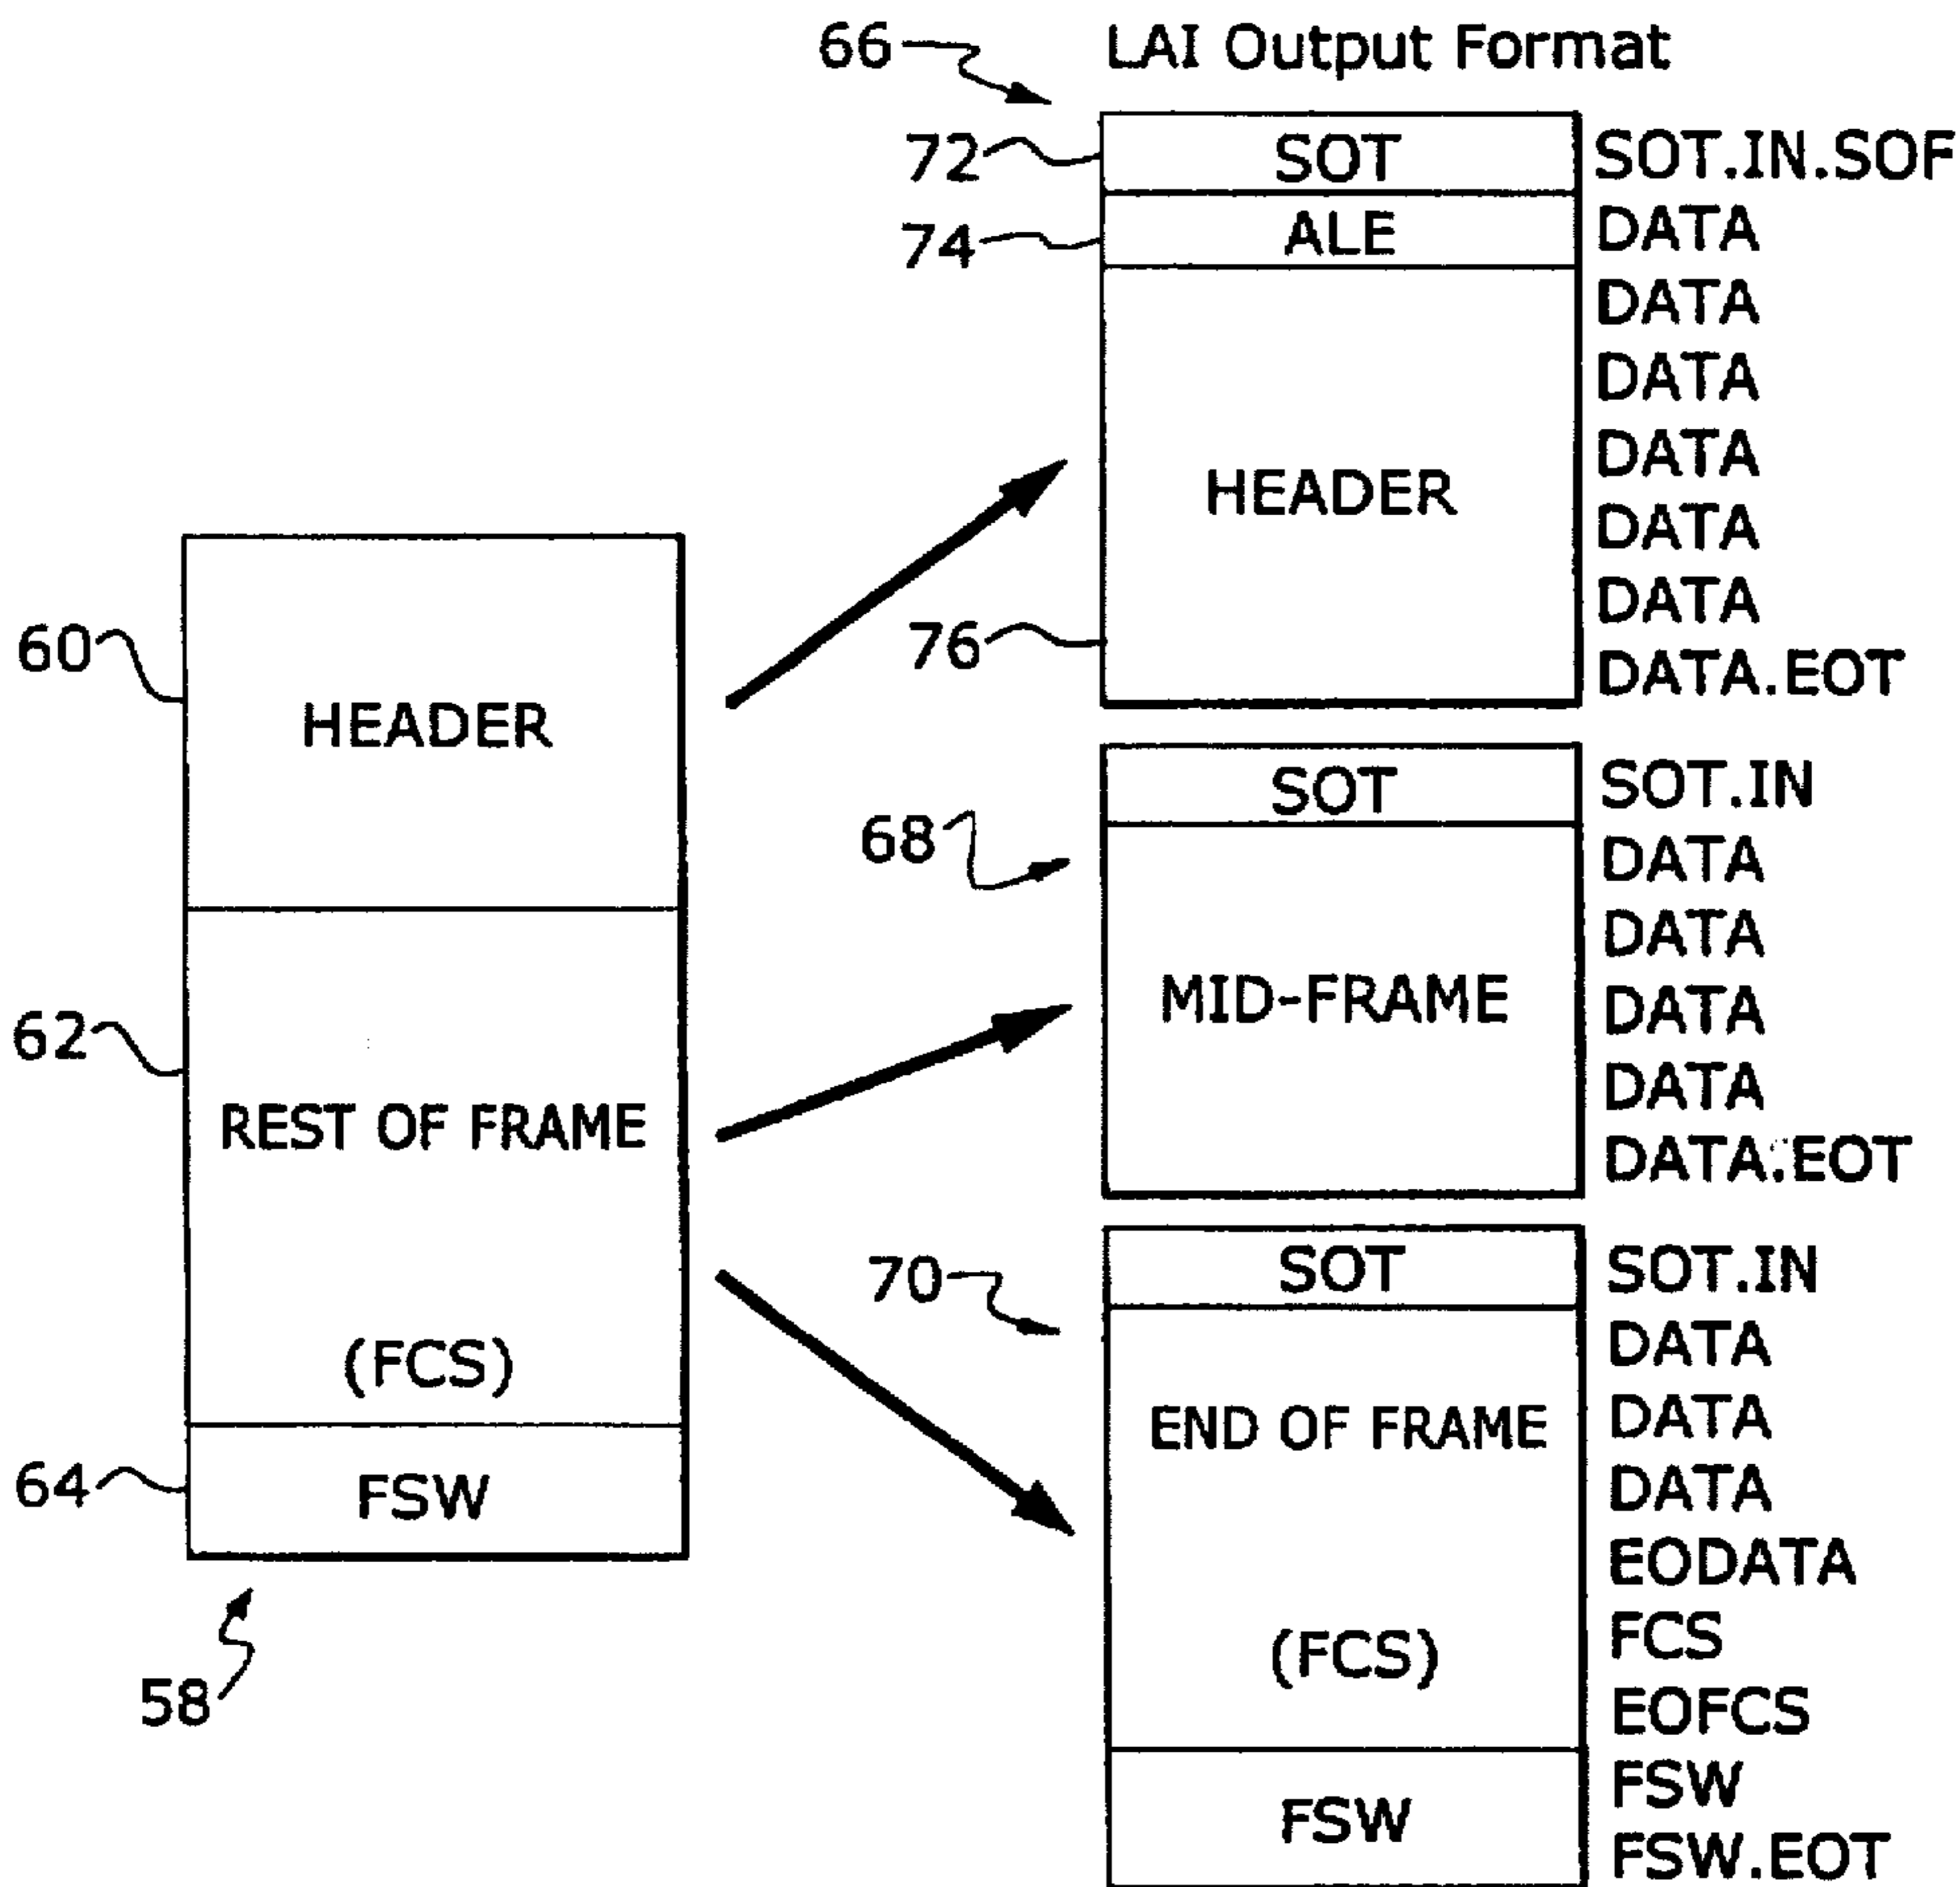 66 LAI Output Format
72 SOT SOT.IN.SOF
74 ALE DATA
DATA
DATA
DATA
HEADER
DATA
DATA
76 DATA.EOT
60
HEADER
SOT SOT.IN
68 DATA
DATA
MID-FRAME
DATA
DATA
DATA.EOT
62
REST OF FRAME
(FCS)
64
FSW
58
70 SOT SOT.IN
DATA
END OF FRAME DATA
DATA
EODATA
(FCS) FCS
EOFCS
FSW
FSW
FSW.EOT